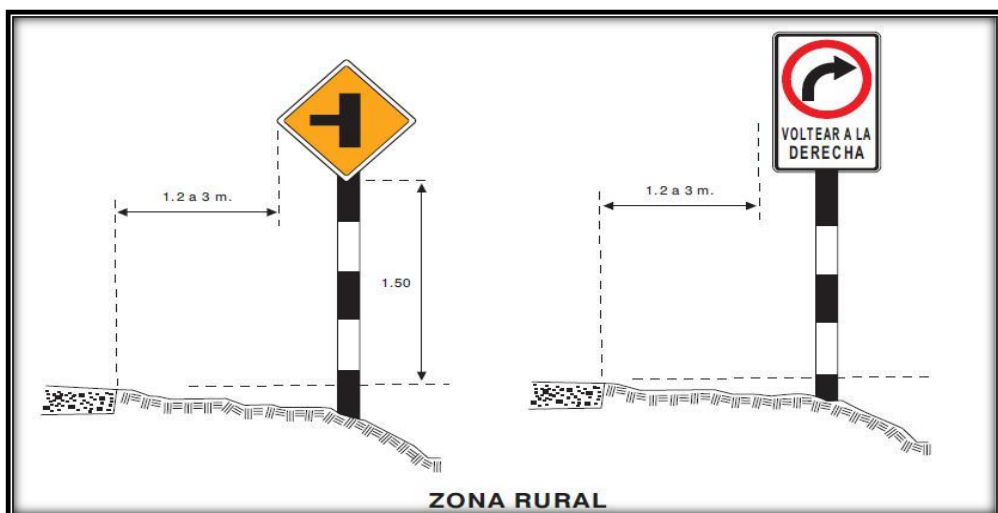 1.2 a 3 m.
1.50
VOLTEAR A LA
DERECHA
1.2 a 3 m.
ZONA RURAL